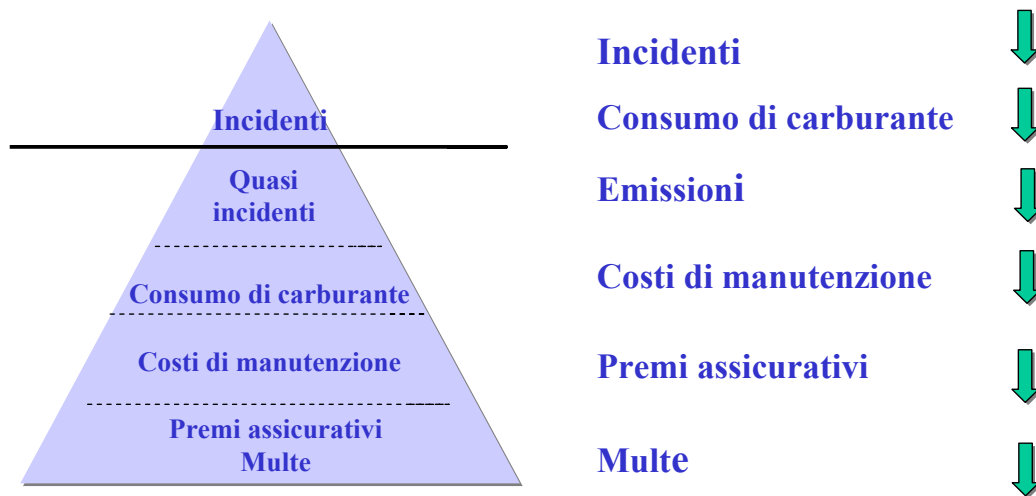 Incidenti
Quasi
incidenti
Consumo di carburante
Costi di manutenzione
Premi assicurativi
Multe
Incidenti
Consumo di carburante
Emissioni
Costi di manutenzione
Premi assicurativi
Multe